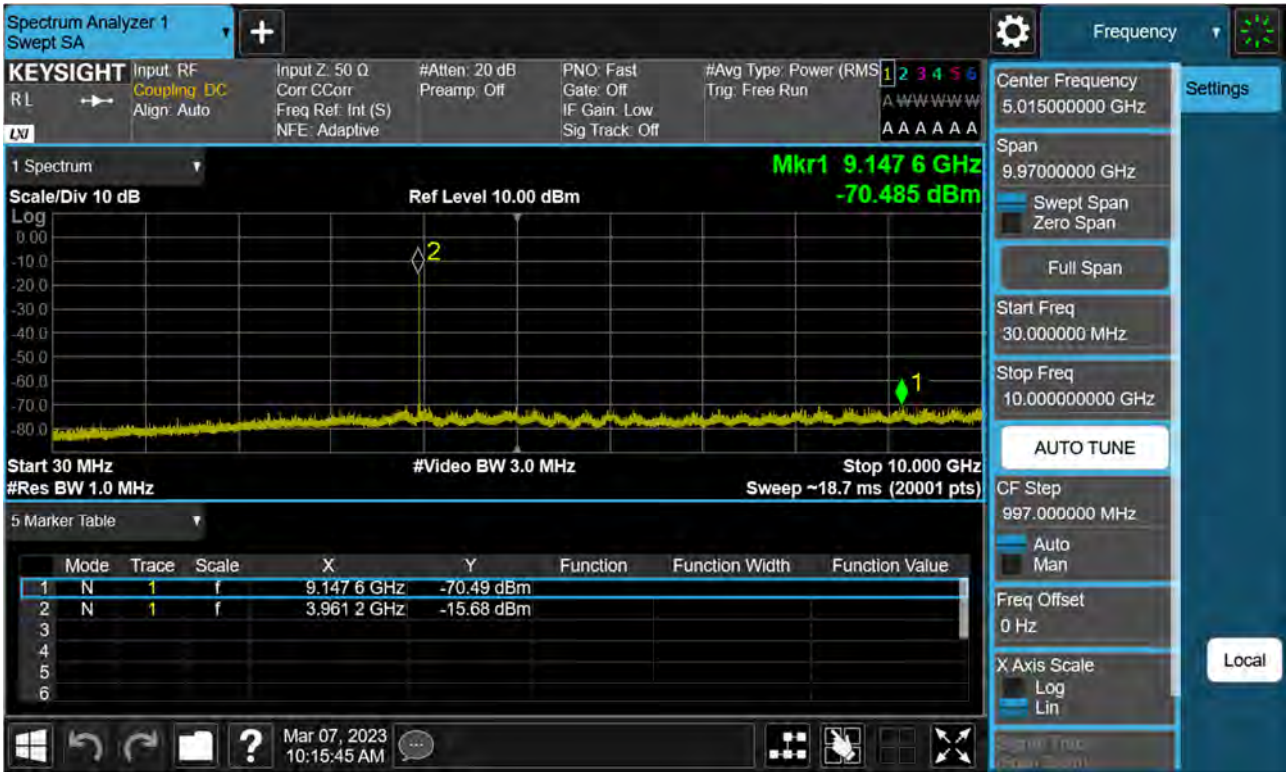 Spectrum Analyzer 1
Swept SA
+
Frequency
KEYSIGHT
R L
LXI
Input: RF
Coupling: DC
Align: Auto
Input Z: 50 Ω
Corr CCorr
Freq Ref: Int (S)
NFE: Adaptive
#Atten: 20 dB
Preamp: Off
PNO: Fast
Gate: Off
IF Gain: Low
Sig Track: Off
#Avg Type: Power (RMS
Trig: Free Run
1 2 3 4 5 6
A W W W W W
A A A A A A
Center Frequency
5.015000000 GHz
Settings
1 Spectrum
Mkr1 9.147 6 GHz
-70.485 dBm
Scale/Div 10 dB
Ref Level 10.00 dBm
Log
0.00
-10.0
-20.0
-30.0
-40.0
-50.0
-60.0
-70.0
-80.0
2
1
Start 30 MHz
#Video BW 3.0 MHz
Stop 10.000 GHz
#Res BW 1.0 MHz
Sweep ~18.7 ms (20001 pts)
Span
9.97000000 GHz
Swept Span
Zero Span
Full Span
Start Freq
30.000000 MHz
Stop Freq
10.000000000 GHz
AUTO TUNE
CF Step
997.000000 MHz
Auto
Man
Freq Offset
0 Hz
X Axis Scale
Log
Lin
Local
5 Marker Table
Mode Trace Scale X Y Function Function Width Function Value
1 N 1 f 9.147 6 GHz -70.49 dBm
2 N 1 f 3.961 2 GHz -15.68 dBm
3
4
5
6
?
Mar 07, 2023
10:15:45 AM